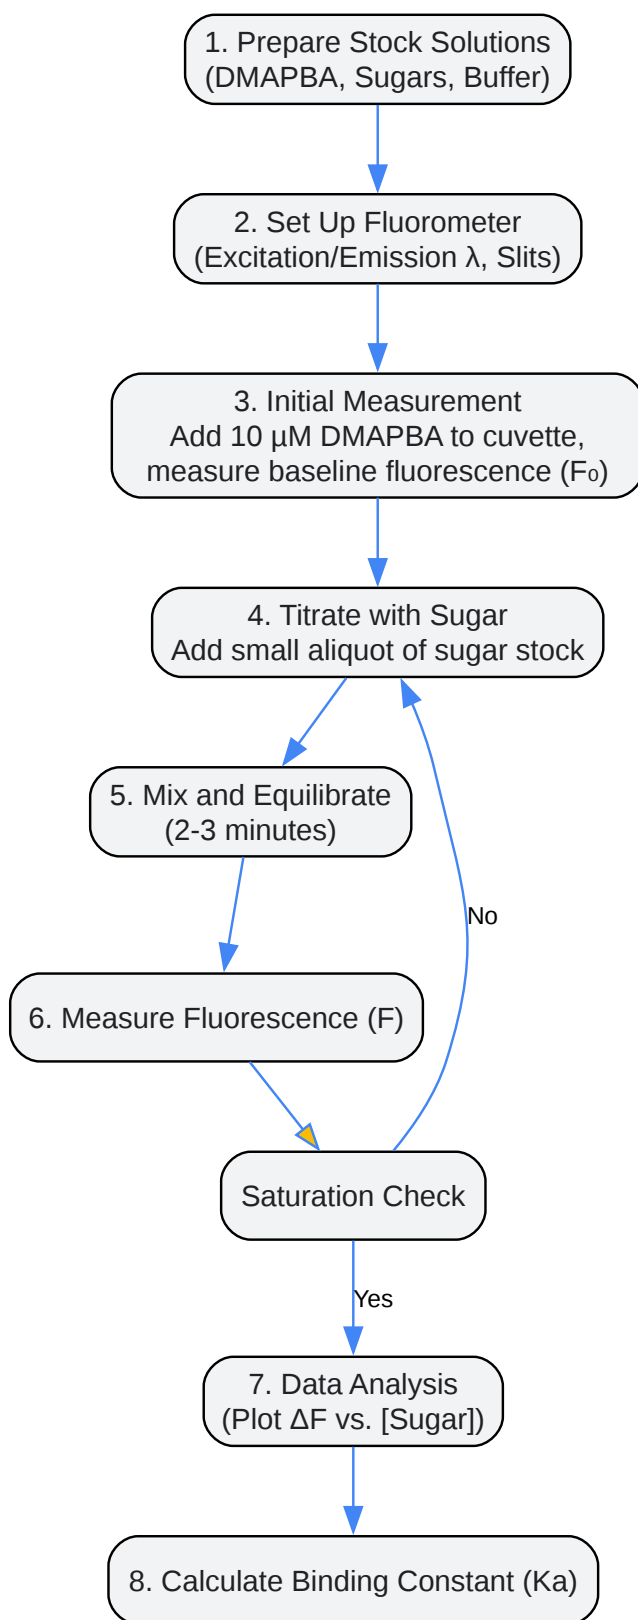 1. Prepare Stock Solutions
(DMAPBA, Sugars, Buffer)
2. Set Up Fluorometer
(Excitation/Emission λ, Slits)
3. Initial Measurement
Add 10 µM DMAPBA to cuvette,
measure baseline fluorescence (F₀)
4. Titrate with Sugar
Add small aliquot of sugar stock
5. Mix and Equilibrate
(2-3 minutes)
No
6. Measure Fluorescence (F)
Saturation Check
Yes
7. Data Analysis
(Plot ΔF vs. [Sugar])
8. Calculate Binding Constant (Ka)